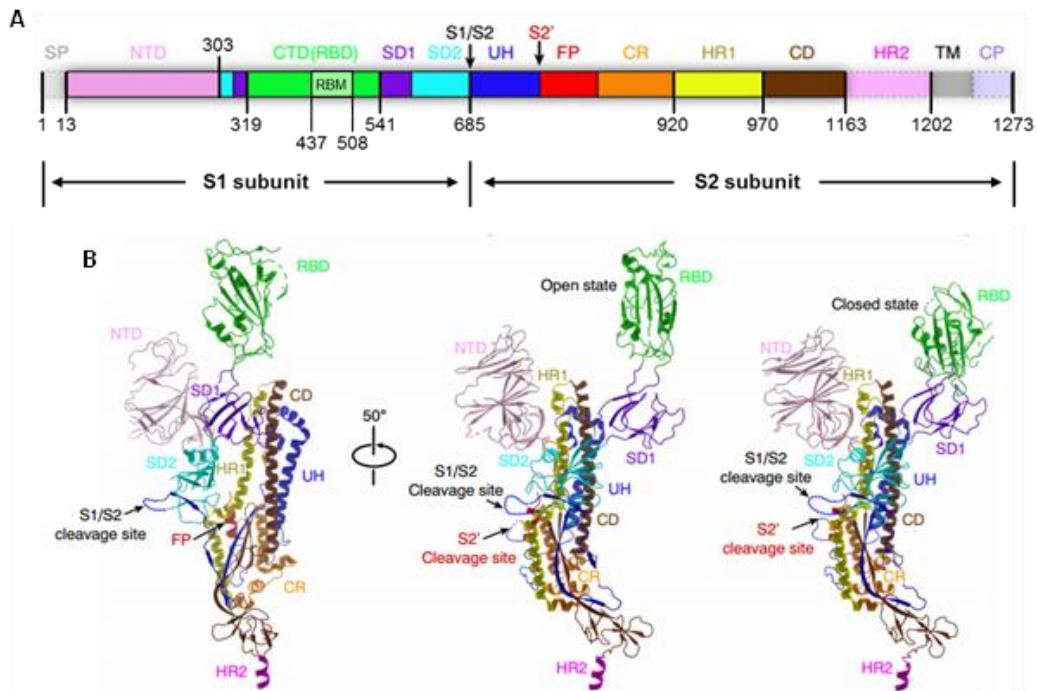 A
S1/S2 S2'
SP NTD 303 CTD(RBD) SD1 SD2 UH FP CR HR1 CD HR2 TM CP
RBM
1 13 319 437 508 541 685 920 970 1163 1202 1273
S1 subunit S2 subunit
B
RBD
NTD
SD1
CD
SD2
HR1
UH
S1/S2
cleavage site
FP
CR
HR2
50°
Open state
RBD
NTD
HR1
SD2
SD1
S1/S2
Cleavage site
UH
CD
S2'
Cleavage site
CR
HR2
Closed state
RBD
NTD
HR1
SD2
SD1
S1/S2
cleavage site
UH
CD
S2'
cleavage site
CR
HR2